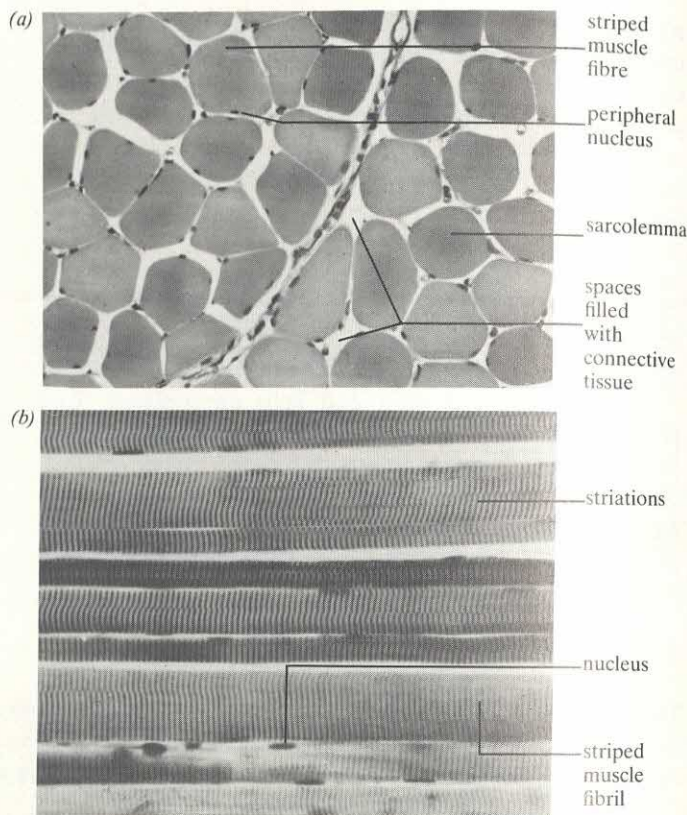 (a)
striped
muscle
fibre
peripheral
nucleus
sarcolemma
spaces
filled
with
connective
tissue
(b)
striations
nucleus
striped
muscle
fibril